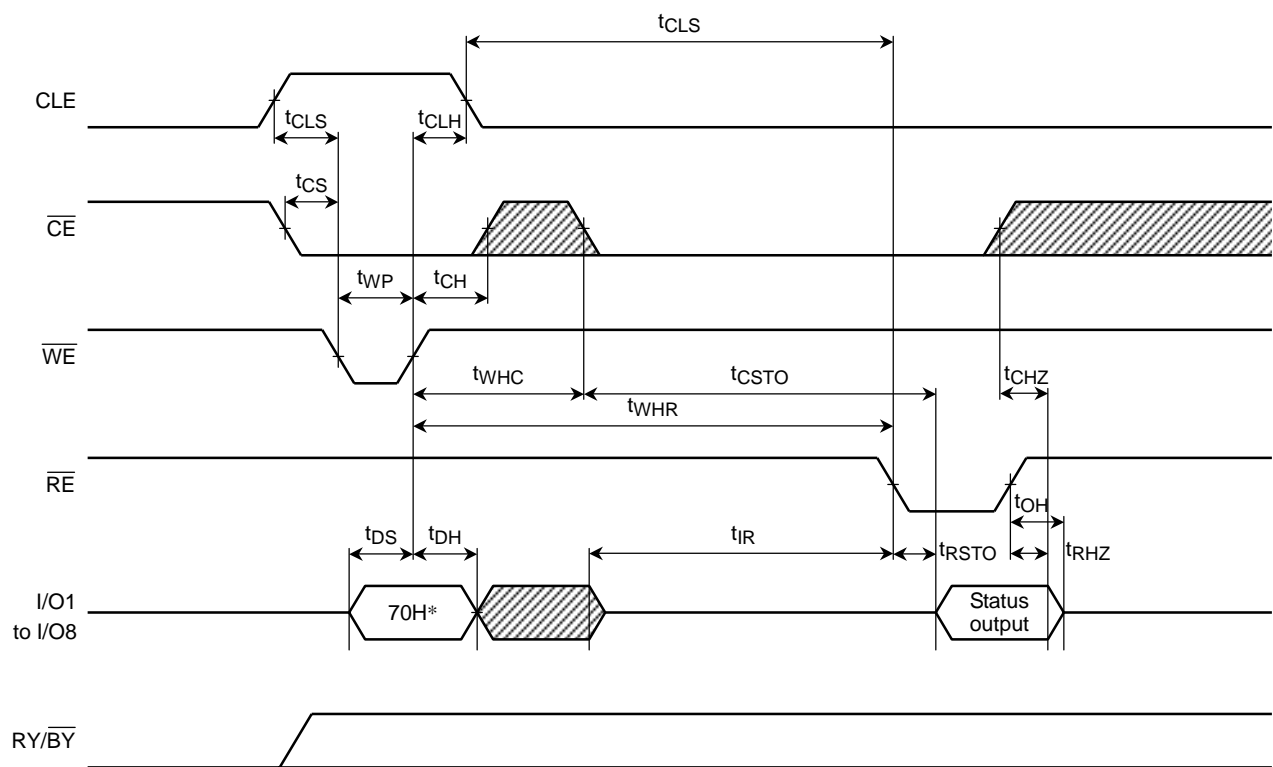 tCLS
CLE
tCLS
tCLH
tCS
CE
tWP
tCH
WE
tWHC
tCSTO
tCHZ
tWHR
RE
tOH
tDS
tDH
tIR
tRSTO
tRHZ
I/O1
to I/O8
70H*
Status
output
RY/BY